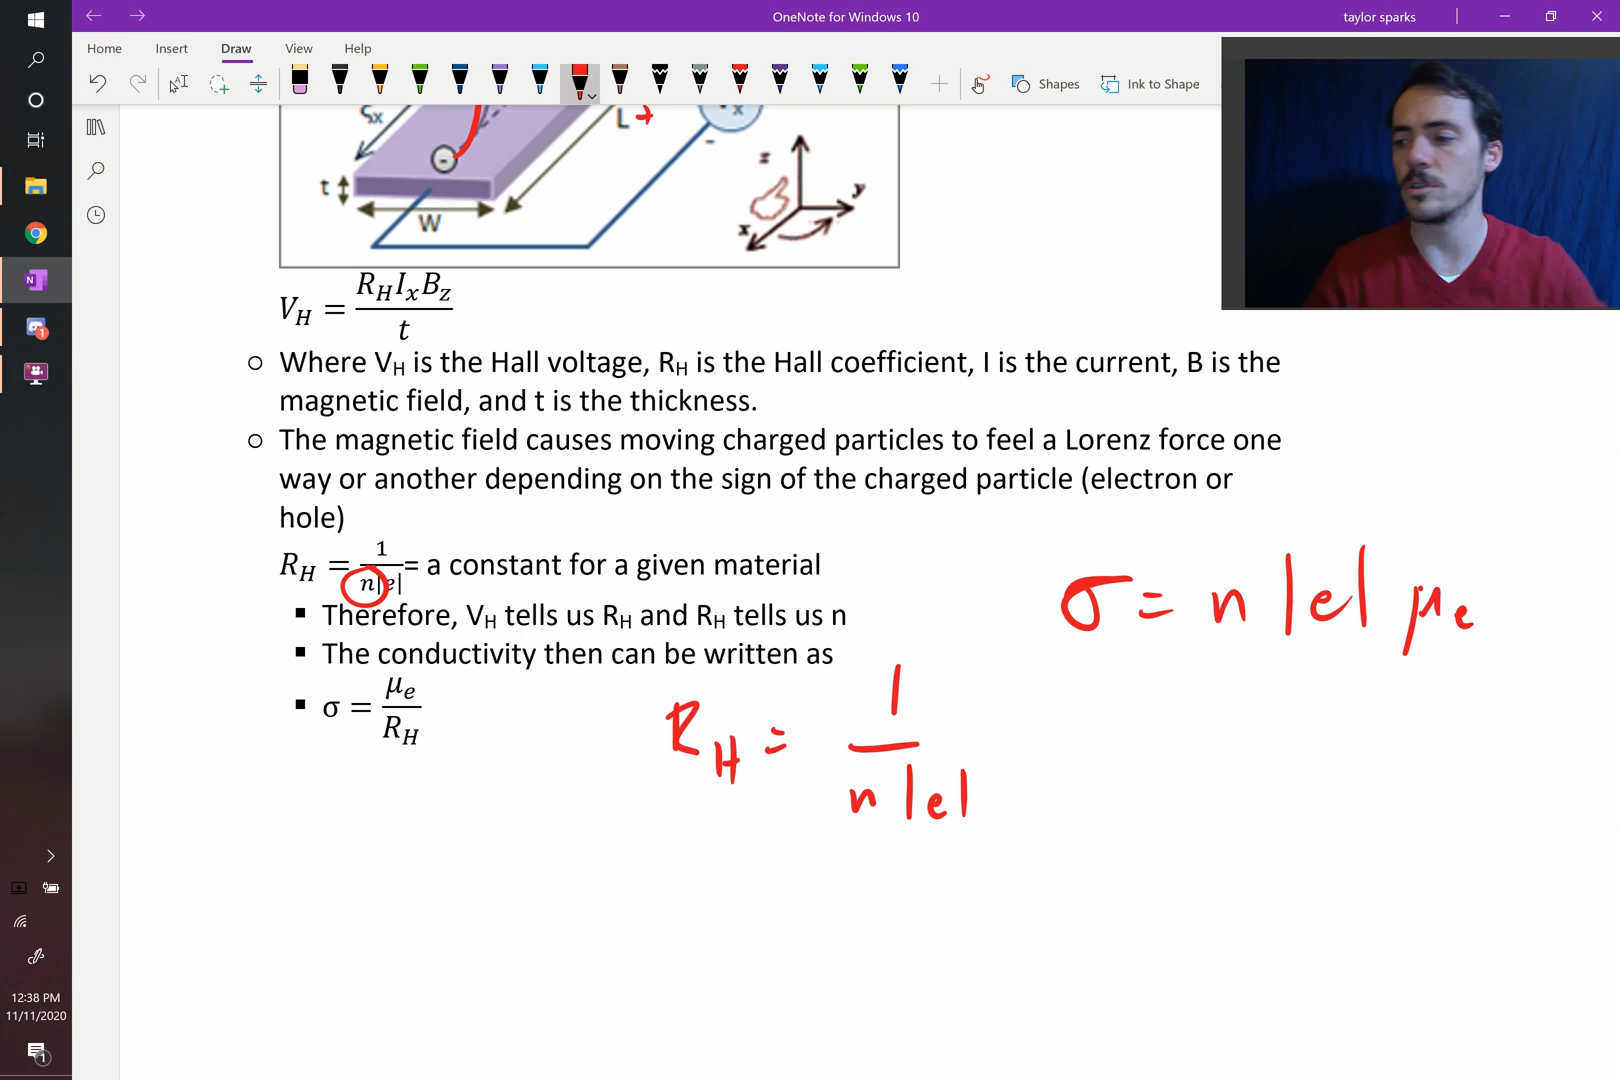 OneNote for Windows 10
taylor sparks
Home Insert Draw View Help
Shapes
Ink to Shape
L +
x
-
-
t
W
z
y
x
V_H = R_H I_x B_z / t
○ Where V_H is the Hall voltage, R_H is the Hall coefficient, I is the current, B is the
magnetic field, and t is the thickness.
○ The magnetic field causes moving charged particles to feel a Lorenz force one
way or another depending on the sign of the charged particle (electron or
hole)
R_H = 1 / n|e| = a constant for a given material
▪ Therefore, V_H tells us R_H and R_H tells us n
▪ The conductivity then can be written as
▪ σ = μ_e / R_H
σ = n |e| μ_e
R_H = 1 / n |e|
12:38 PM
11/11/2020
1